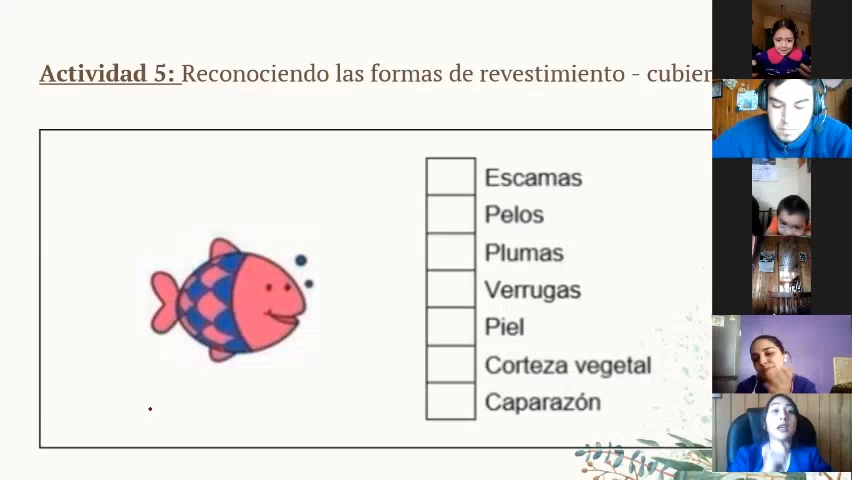 Actividad 5: Reconociendo las formas de revestimiento - cubier
Escamas
Pelos
Plumas
Verrugas
Piel
Corteza vegetal
Caparazón